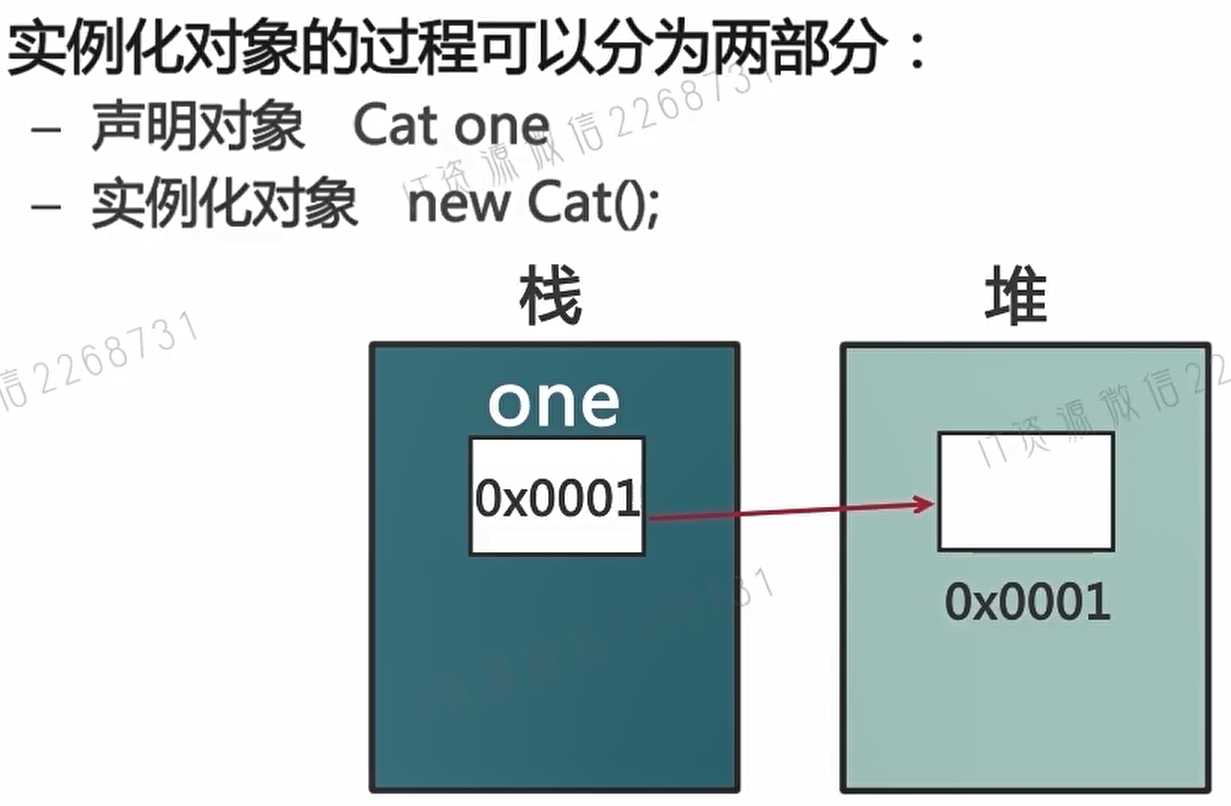 实例化对象的过程可以分为两部分：
– 声明对象 Cat one
– 实例化对象 new Cat();
IT资源微信2268731
信2268731
栈 堆
one
0x0001
0x0001
IT资源微信22